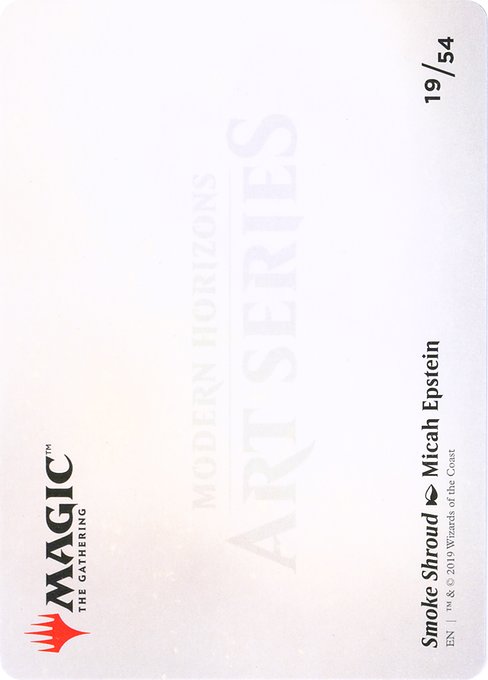 MAGIC™
THE GATHERING
19/54
MODERN HORIZONS
ART SERIES
Smoke Shroud Micah Epstein
EN | ™ & © 2019 Wizards of the Coast